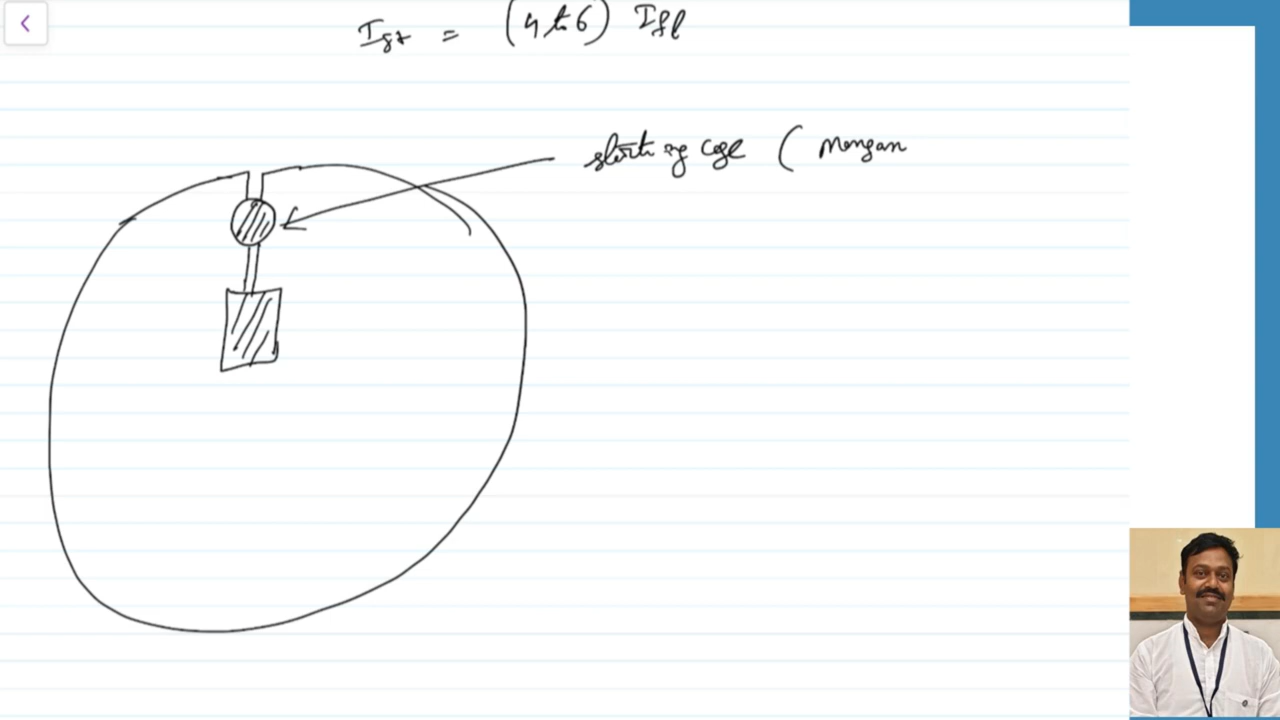 Ist = (4 to 6) Ifl
starting cage ( Mangan